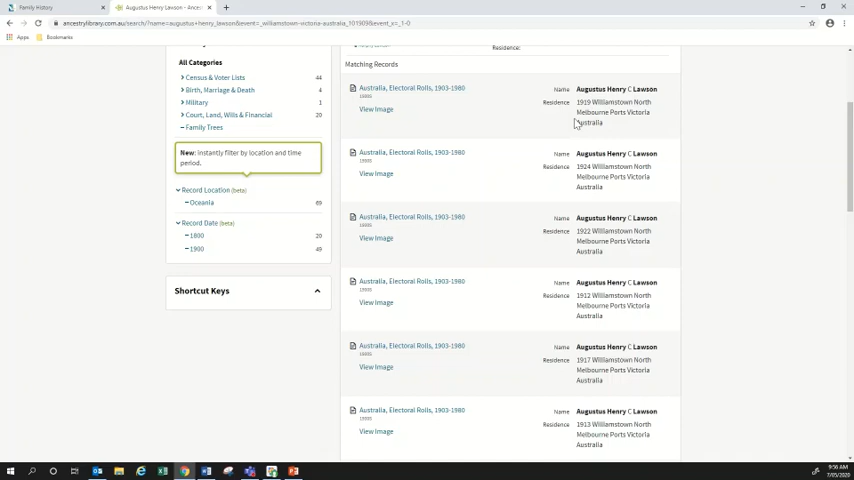 Family History
augustus Henry Lawson - Ances
ancestrylibrary.com.au/search/?name=augustus+henry_lawson&event=_williamstown-victoria-australia_101909&event_x=_1-0
Apps
Bookmarks
Residence:
Matching Records
All Categories
Census & Voter Lists 44
Birth, Marriage & Death 4
Military 1
Court, Land, Wills & Financial 20
Family Trees
New: instantly filter by location and time
period.
Record Location (beta)
Oceania 69
Record Date (beta)
1800 20
1900 49
Shortcut Keys
Australia, Electoral Rolls, 1903-1980
View Image
Name Augustus Henry C Lawson
Residence 1919 Williamstown North
Melbourne Ports Victoria
Australia
Australia, Electoral Rolls, 1903-1980
View Image
Name Augustus Henry C Lawson
Residence 1924 Williamstown North
Melbourne Ports Victoria
Australia
Australia, Electoral Rolls, 1903-1980
View Image
Name Augustus Henry C Lawson
Residence 1922 Williamstown North
Melbourne Ports Victoria
Australia
Australia, Electoral Rolls, 1903-1980
View Image
Name Augustus Henry C Lawson
Residence 1912 Williamstown North
Melbourne Ports Victoria
Australia
Australia, Electoral Rolls, 1903-1980
View Image
Name Augustus Henry C Lawson
Residence 1917 Williamstown North
Melbourne Ports Victoria
Australia
Australia, Electoral Rolls, 1903-1980
View Image
Name Augustus Henry C Lawson
Residence 1913 Williamstown North
Melbourne Ports Victoria
Australia
9:56 AM
7/05/2020